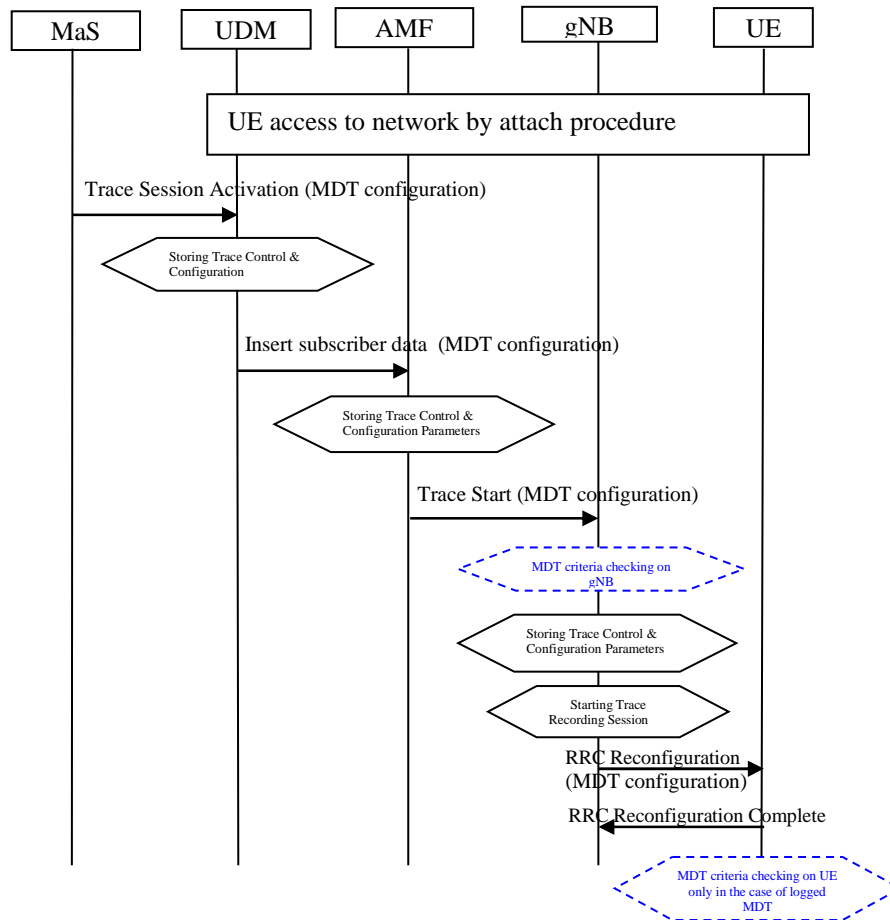 MaS
UDM
AMF
gNB
UE
UE access to network by attach procedure
Trace Session Activation (MDT configuration)
Storing Trace Control &
Configuration
Insert subscriber data (MDT configuration)
Storing Trace Control &
Configuration Parameters
Trace Start (MDT configuration)
MDT criteria checking on
gNB
Storing Trace Control &
Configuration Parameters
Starting Trace
Recording Session
RRC Reconfiguration
(MDT configuration)
RRC Reconfiguration Complete
MDT criteria checking on UE
only in the case of logged
MDT